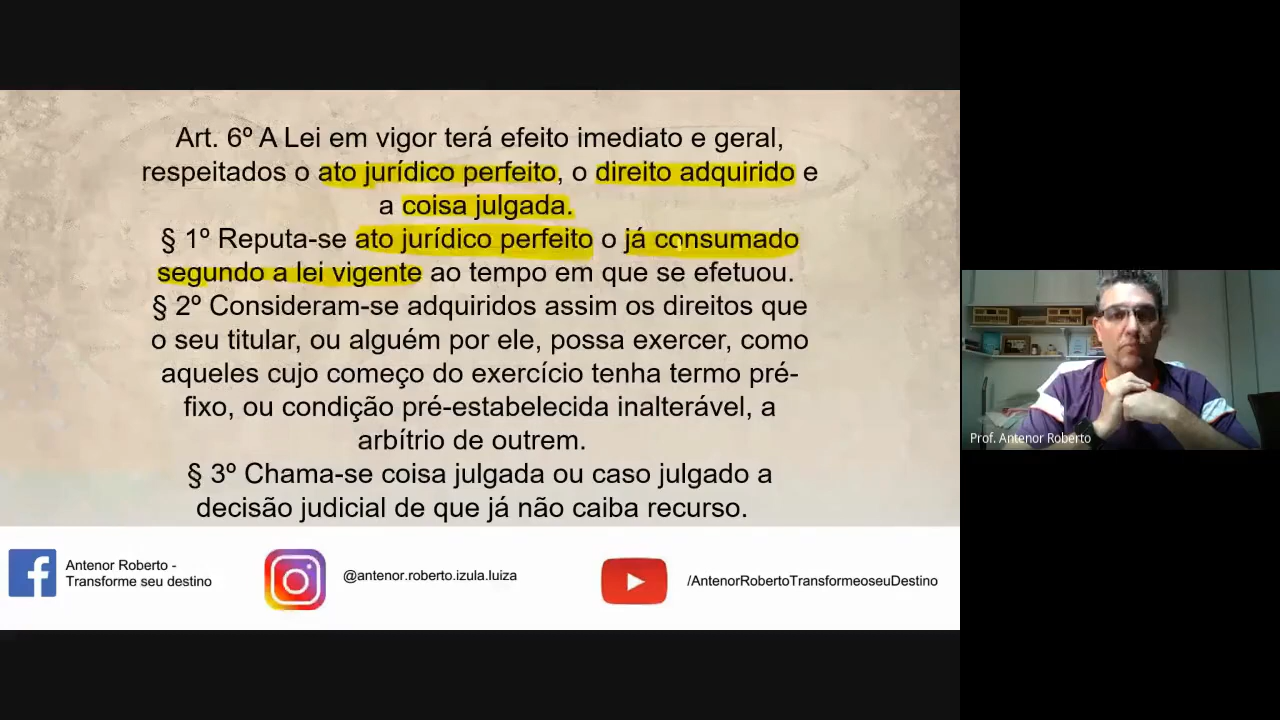 Art. 6º A Lei em vigor terá efeito imediato e geral,
respeitados o ato jurídico perfeito, o direito adquirido e
a coisa julgada.
§ 1º Reputa-se ato jurídico perfeito o já consumado
segundo a lei vigente ao tempo em que se efetuou.
§ 2º Consideram-se adquiridos assim os direitos que
o seu titular, ou alguém por ele, possa exercer, como
aqueles cujo começo do exercício tenha termo pré-
fixo, ou condição pré-estabelecida inalterável, a
arbítrio de outrem.
§ 3º Chama-se coisa julgada ou caso julgado a
decisão judicial de que já não caiba recurso.
Antenor Roberto -
Transforme seu destino
@antenor.roberto.izula.luiza
/AntenorRobertoTransformeoseuDestino
Prof. Antenor Roberto